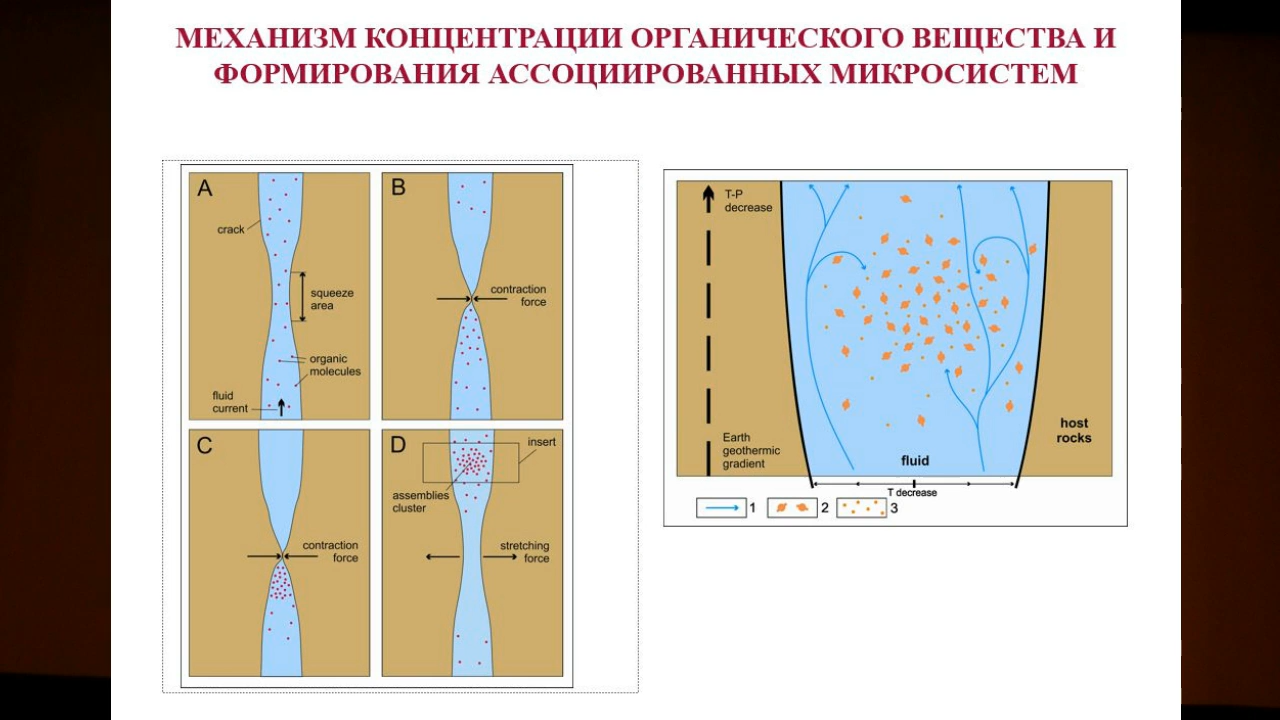 МЕХАНИЗМ КОНЦЕНТРАЦИИ ОРГАНИЧЕСКОГО ВЕЩЕСТВА И
ФОРМИРОВАНИЯ АССОЦИИРОВАННЫХ МИКРОСИСТЕМ
A
crack
squeeze
area
organic
molecules
fluid
current
B
contraction
force
C
contraction
force
D
insert
assemblies
cluster
stretching
force
T-P
decrease
Earth
geothermic
gradient
fluid
host
rocks
T decrease
1
2
3